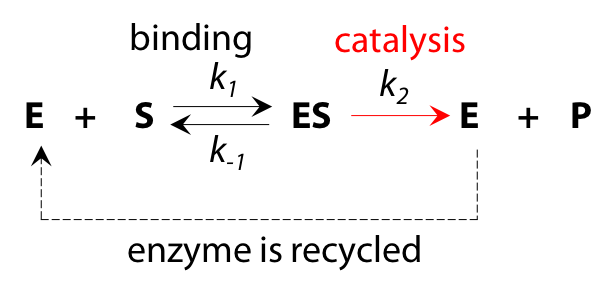 binding catalysis
k1 k2
E + S ES E + P
k-1
enzyme is recycled